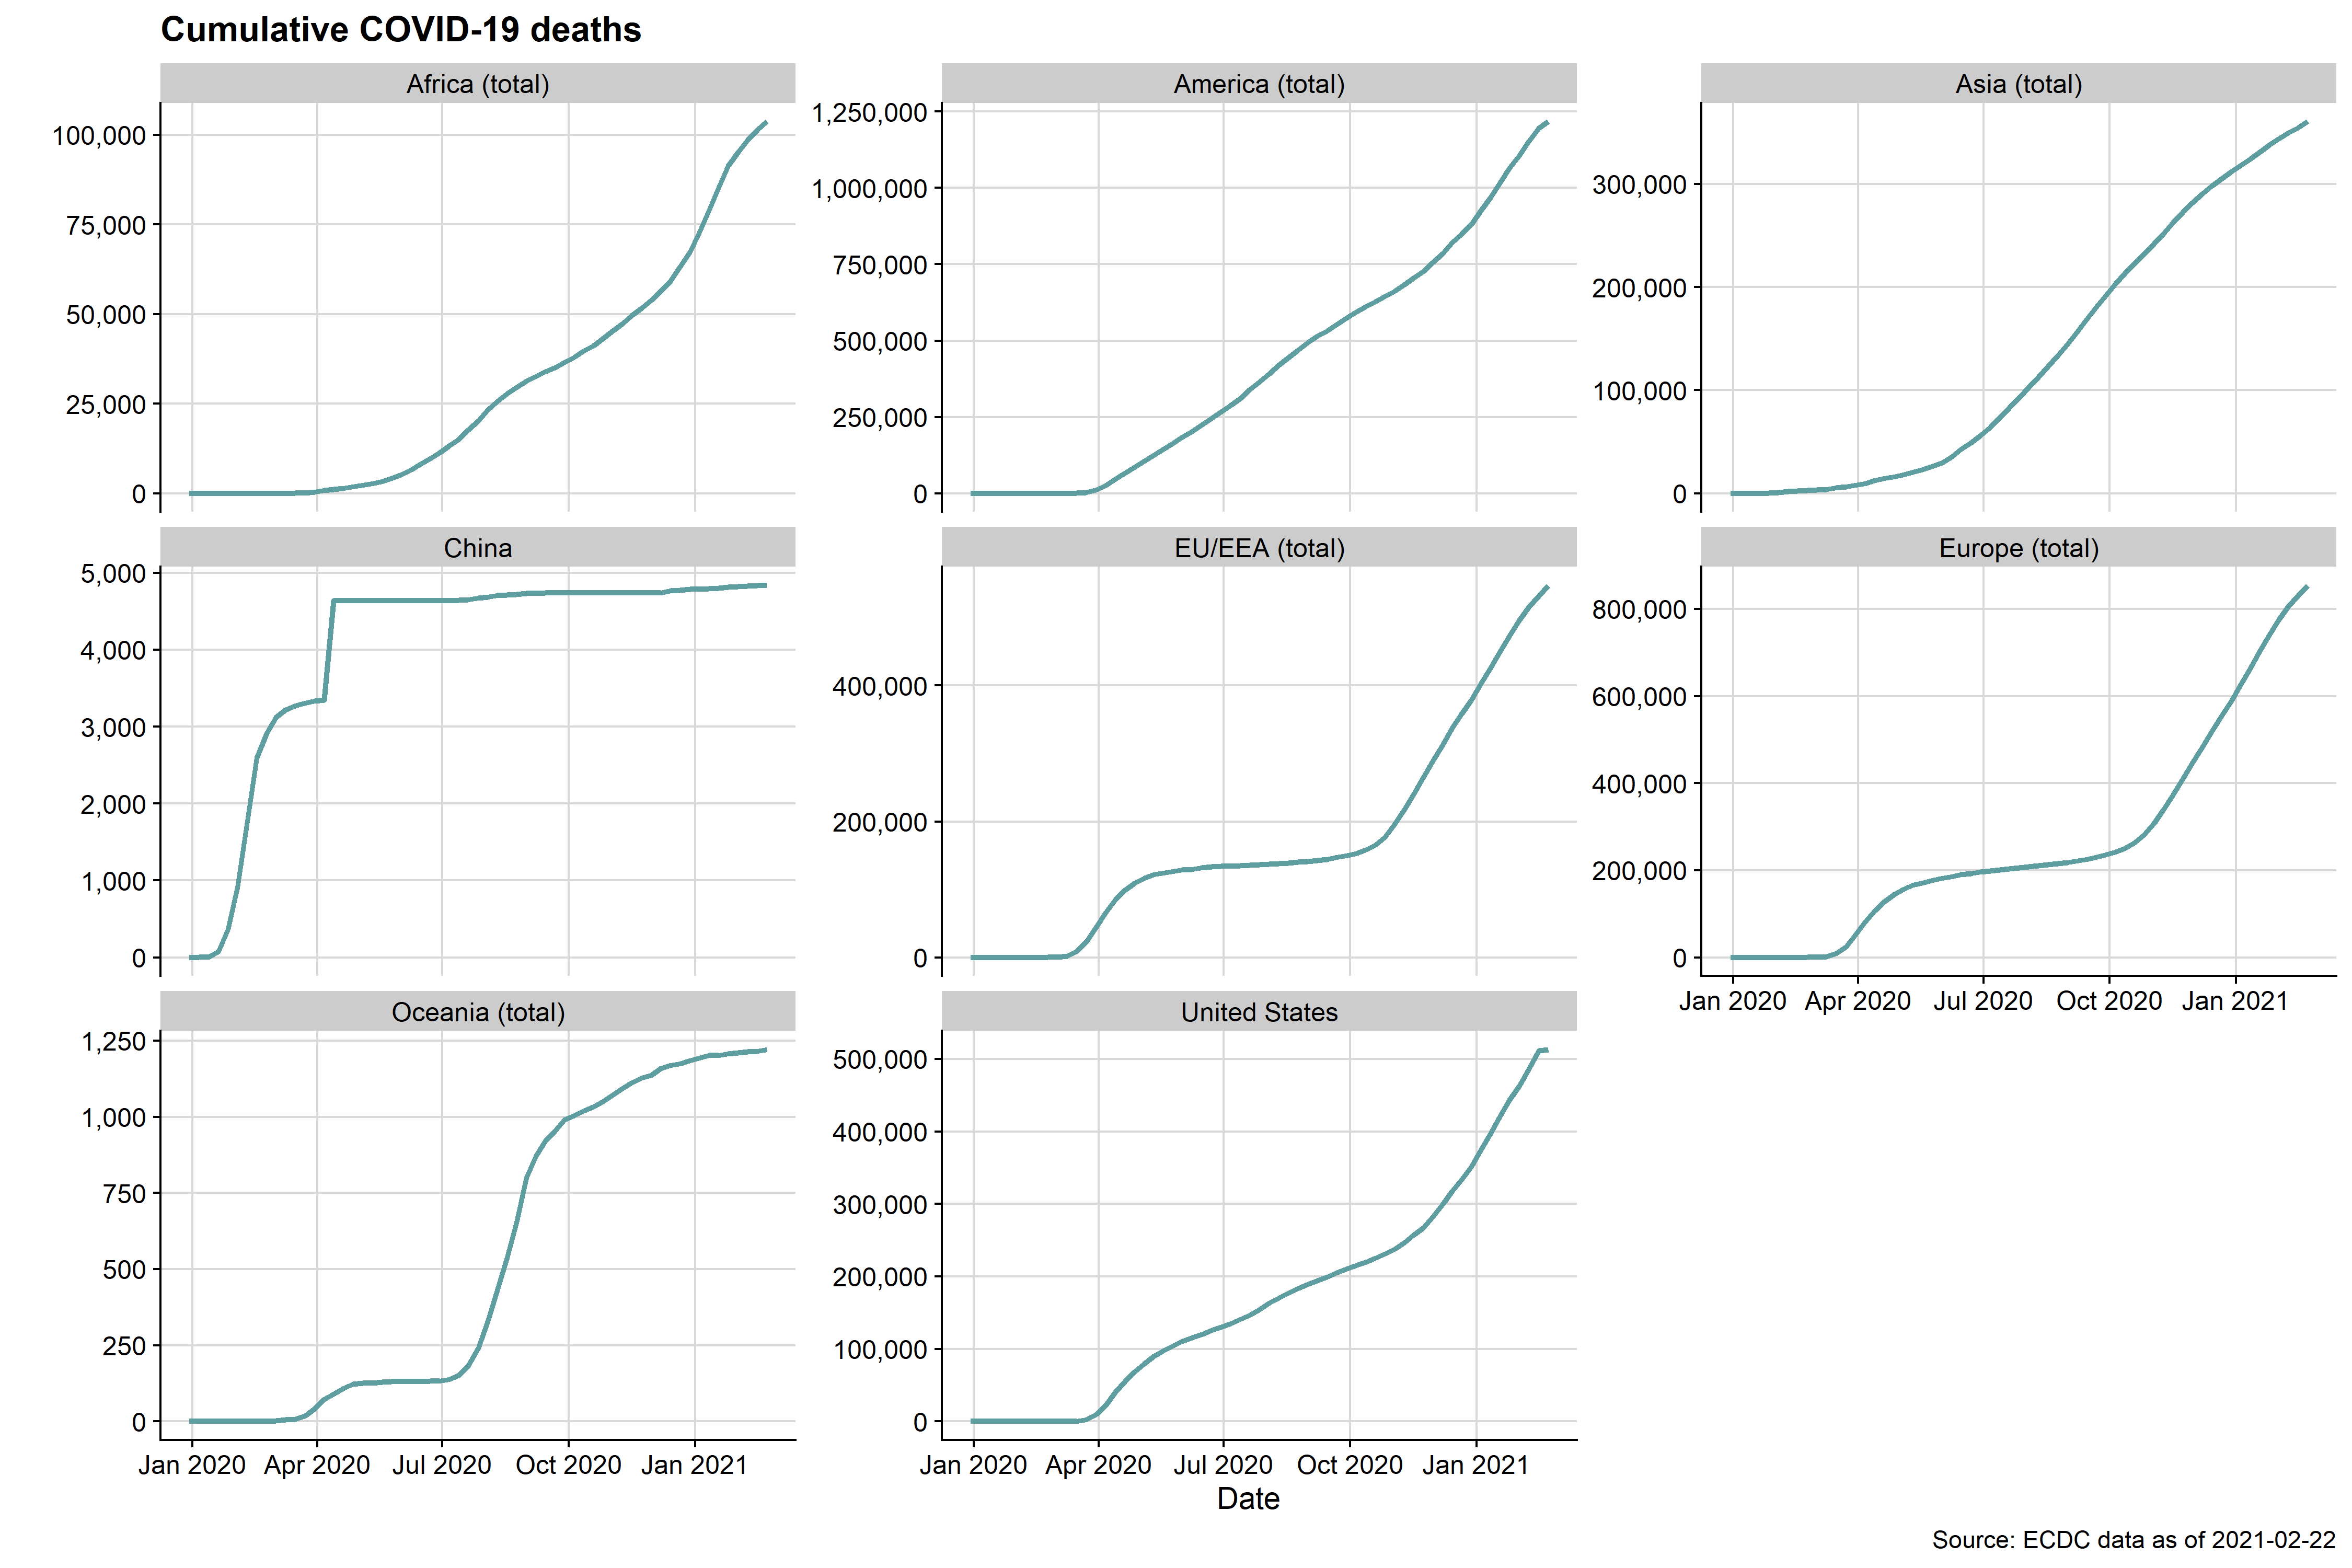 Cumulative COVID-19 deaths
Africa (total)
America (total)
Asia (total)
100,000
75,000
50,000
25,000
0
1,250,000
1,000,000
750,000
500,000
250,000
0
300,000
200,000
100,000
0
China
EU/EEA (total)
Europe (total)
5,000
4,000
3,000
2,000
1,000
0
400,000
200,000
0
800,000
600,000
400,000
200,000
0
Jan 2020 Apr 2020 Jul 2020 Oct 2020 Jan 2021
Oceania (total)
United States
1,250
1,000
750
500
250
0
500,000
400,000
300,000
200,000
100,000
0
Jan 2020 Apr 2020 Jul 2020 Oct 2020 Jan 2021
Jan 2020 Apr 2020 Jul 2020 Oct 2020 Jan 2021
Date
Source: ECDC data as of 2021-02-22